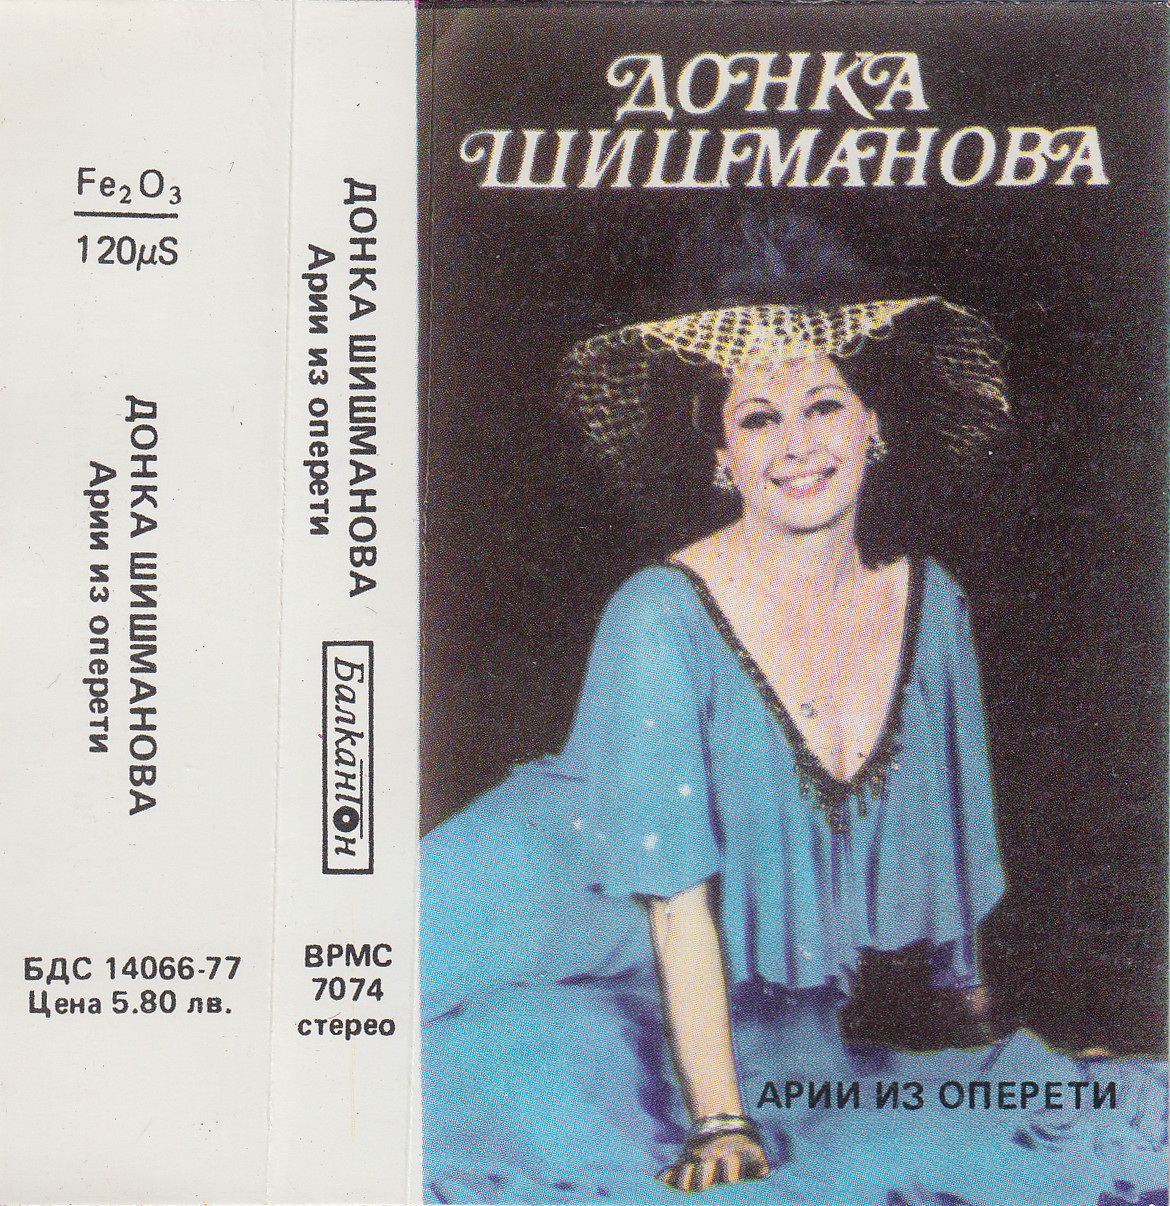 Fe₂O₃
120µS
ДОНКА ШИШМАНОВА
Арии из оперети
БДС 14066-77
Цена 5.80 лв.
ДОНКА ШИШМАНОВА
Арии из оперети
Балкантон
ВРМС
7074
стерео
ДОНКА
ШИШМАНОВА
АРИИ ИЗ ОПЕРЕТИ